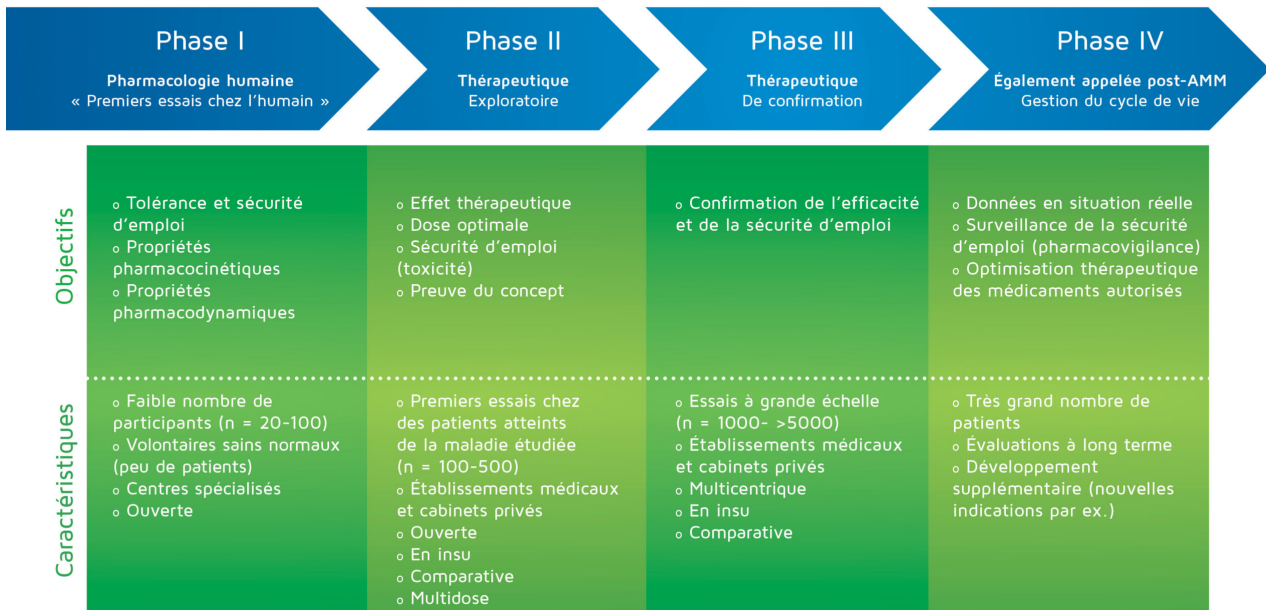 Phase I
Pharmacologie humaine
« Premiers essais chez l'humain »
Phase II
Thérapeutique
Exploratoire
Phase III
Thérapeutique
De confirmation
Phase IV
Également appelée post-AMM
Gestion du cycle de vie
Objectifs
o Tolérance et sécurité
d'emploi
o Propriétés
pharmacocinétiques
o Propriétés
pharmacodynamiques
o Effet thérapeutique
o Dose optimale
o Sécurité d'emploi
(toxicité)
o Preuve du concept
o Confirmation de l'efficacité
et de la sécurité d'emploi
o Données en situation réelle
o Surveillance de la sécurité
d'emploi (pharmacovigilance)
o Optimisation thérapeutique
des médicaments autorisés
Caractéristiques
o Faible nombre de
participants (n = 20-100)
o Volontaires sains normaux
(peu de patients)
o Centres spécialisés
o Ouverte
o Premiers essais chez
des patients atteints
de la maladie étudiée
(n = 100-500)
o Établissements médicaux
et cabinets privés
o Ouverte
o En insu
o Comparative
o Multidose
o Essais à grande échelle
(n = 1000- >5000)
o Établissements médicaux
et cabinets privés
o Multicentrique
o En insu
o Comparative
o Très grand nombre de
patients
o Évaluations à long terme
o Développement
supplémentaire (nouvelles
indications par ex.)